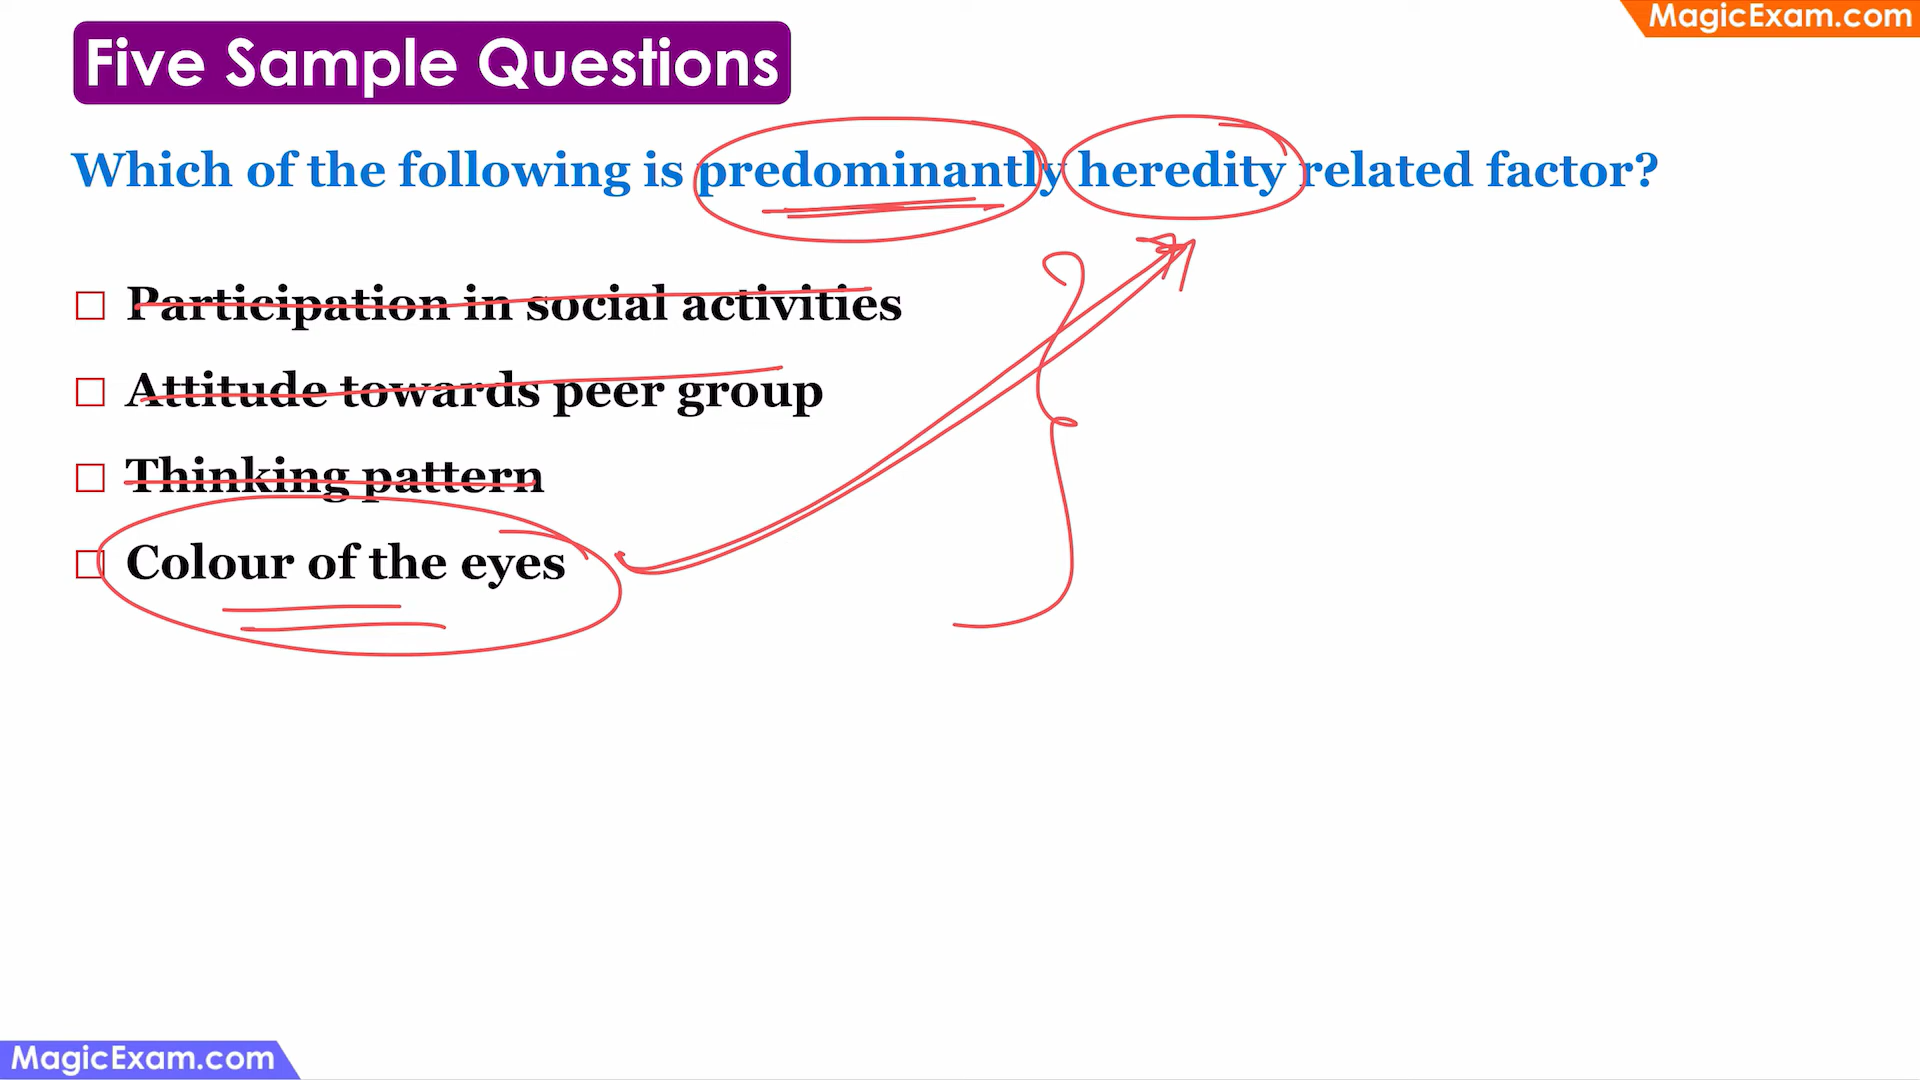 MagicExam.com
Five Sample Questions
Which of the following is predominantly heredity related factor?
Participation in social activities
Attitude towards peer group
Thinking pattern
Colour of the eyes
MagicExam.com